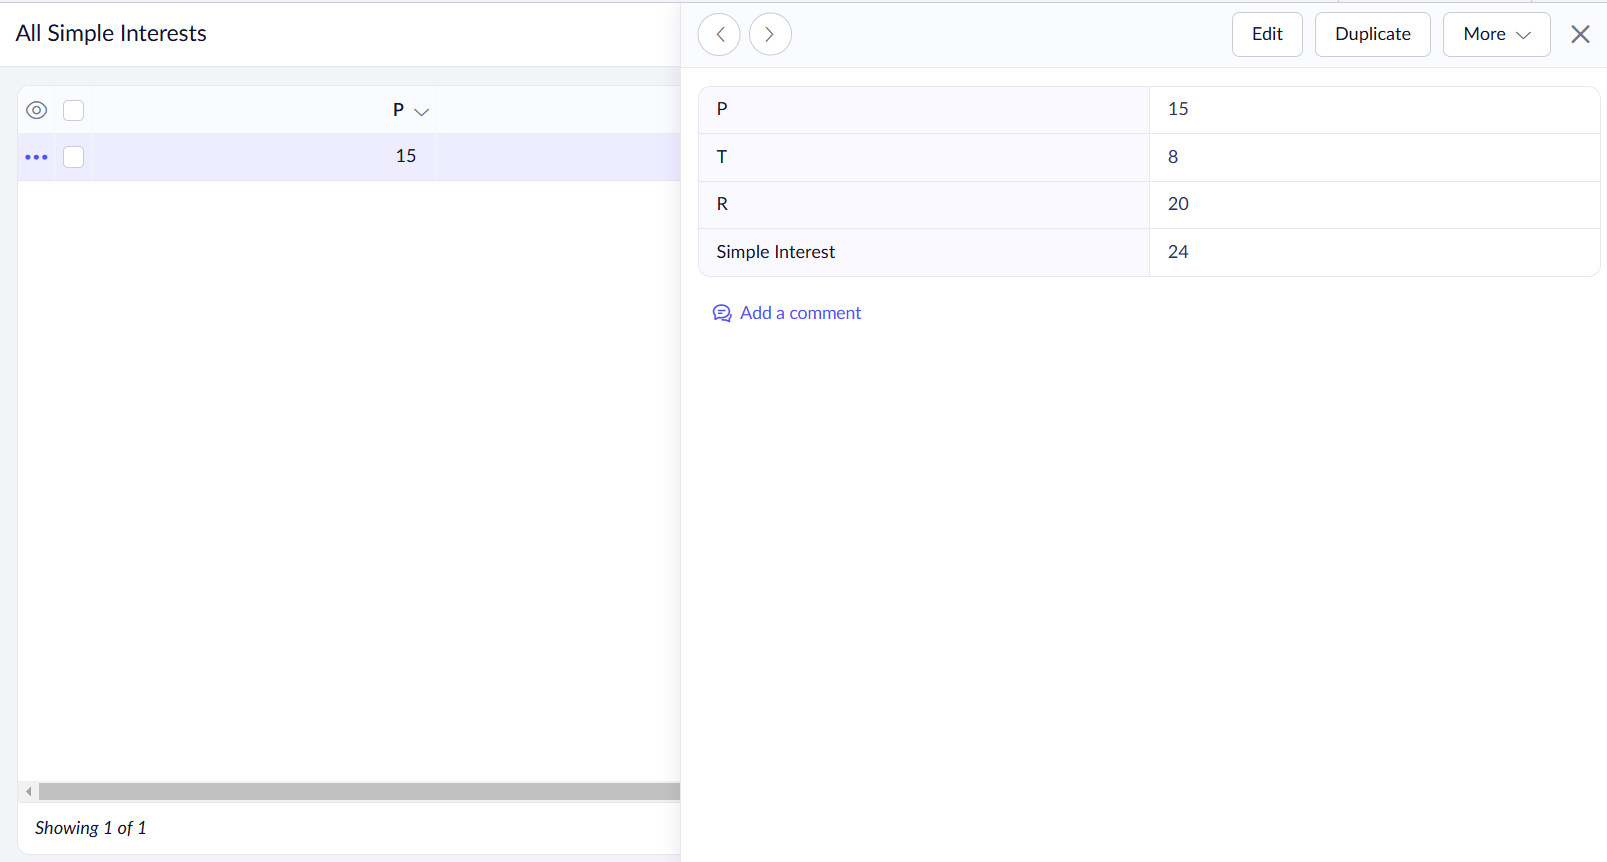 All Simple Interests
Edit
Duplicate
More
P
15
P 15
T 8
R 20
Simple Interest 24
Add a comment
Showing 1 of 1